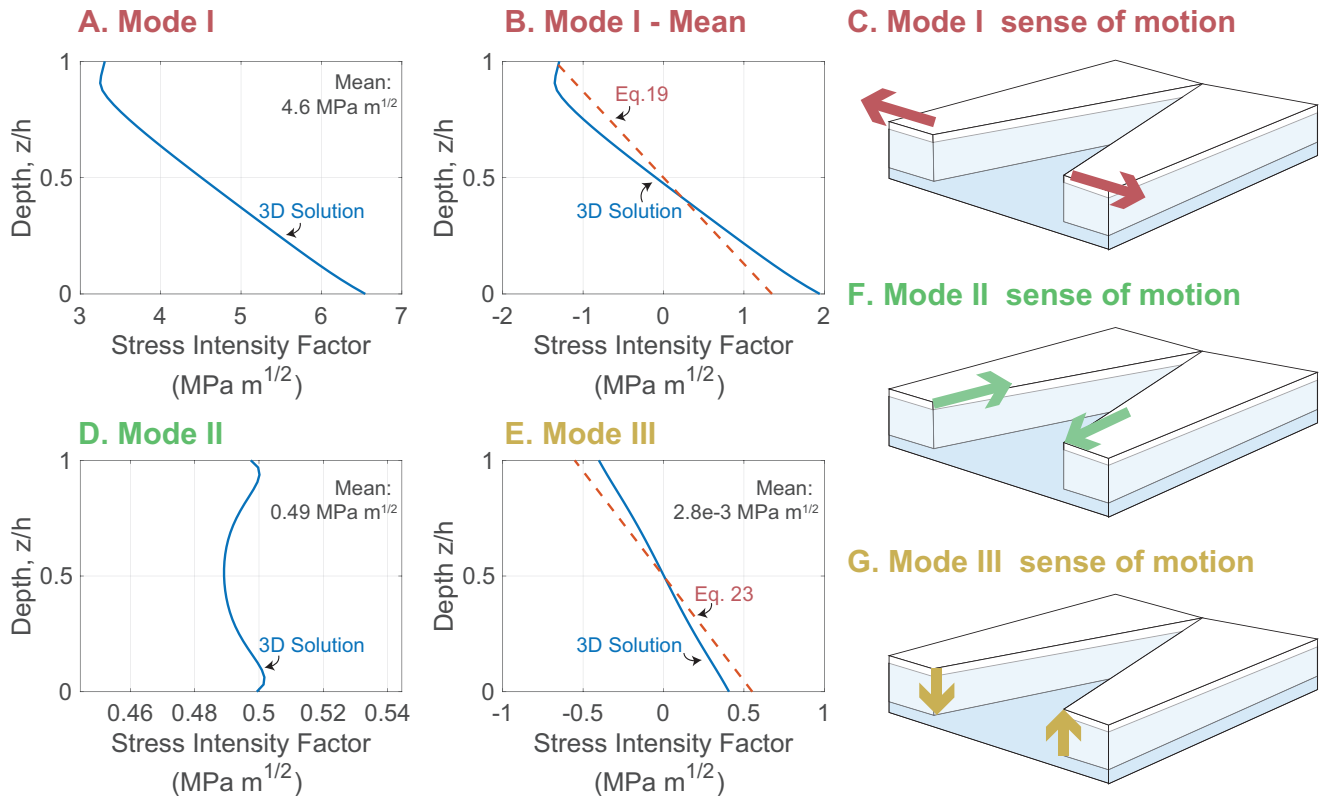 A. Mode I
1
0.5
0
Depth, z/h
Mean:
4.6 MPa m1/2
3D Solution
3 4 5 6 7
Stress Intensity Factor
(MPa m1/2)
B. Mode I - Mean
1
0.5
0
Depth, z/h
Eq.19
3D Solution
-2 -1 0 1 2
Stress Intensity Factor
(MPa m1/2)
C. Mode I sense of motion
F. Mode II sense of motion
D. Mode II
1
0.5
0
Depth, z/h
Mean:
0.49 MPa m1/2
3D Solution
0.46 0.48 0.5 0.52 0.54
Stress Intensity Factor
(MPa m1/2)
E. Mode III
1
0.5
0
Depth z/h
Mean:
2.8e-3 MPa m1/2
Eq. 23
3D Solution
-1 -0.5 0 0.5 1
Stress Intensity Factor
(MPa m1/2)
G. Mode III sense of motion